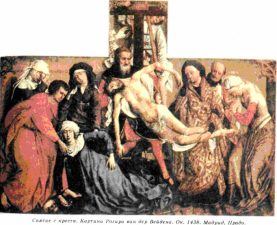 Снятие с креста. Картина Рогира ван дер Вейдена. Ок. 1438. Мадрид, Прадо.